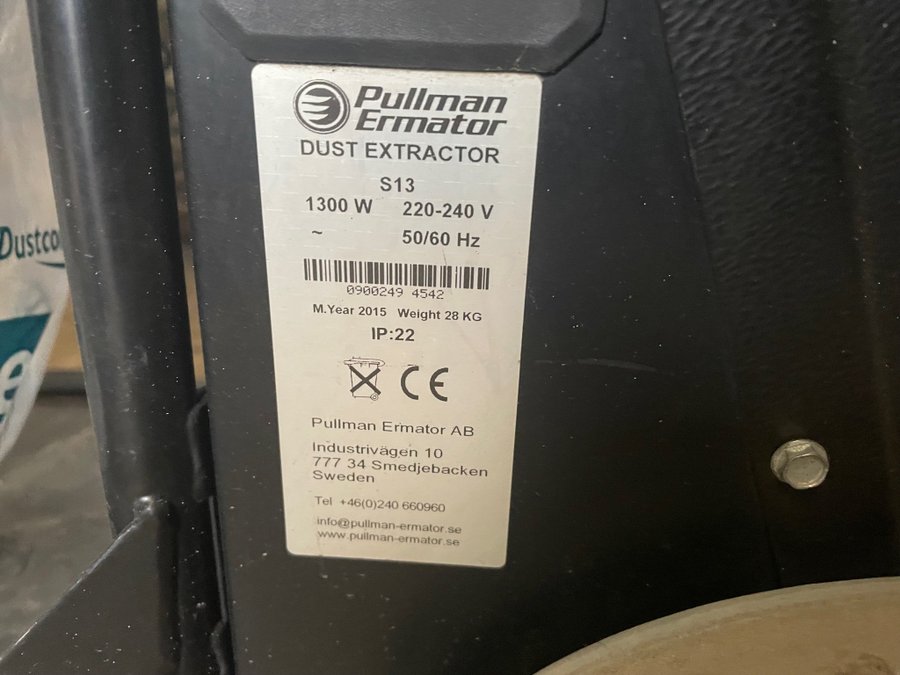 Pullman
Ermator
DUST EXTRACTOR
S13
1300 W 220-240 V
~ 50/60 Hz
0900249 4542
M.Year 2015 Weight 28 KG
IP:22
CE
Pullman Ermator AB
Industrivägen 10
777 34 Smedjebacken
Sweden
Tel +46(0)240 660960
info@pullman-ermator.se
www.pullman-ermator.se
Dustco
e